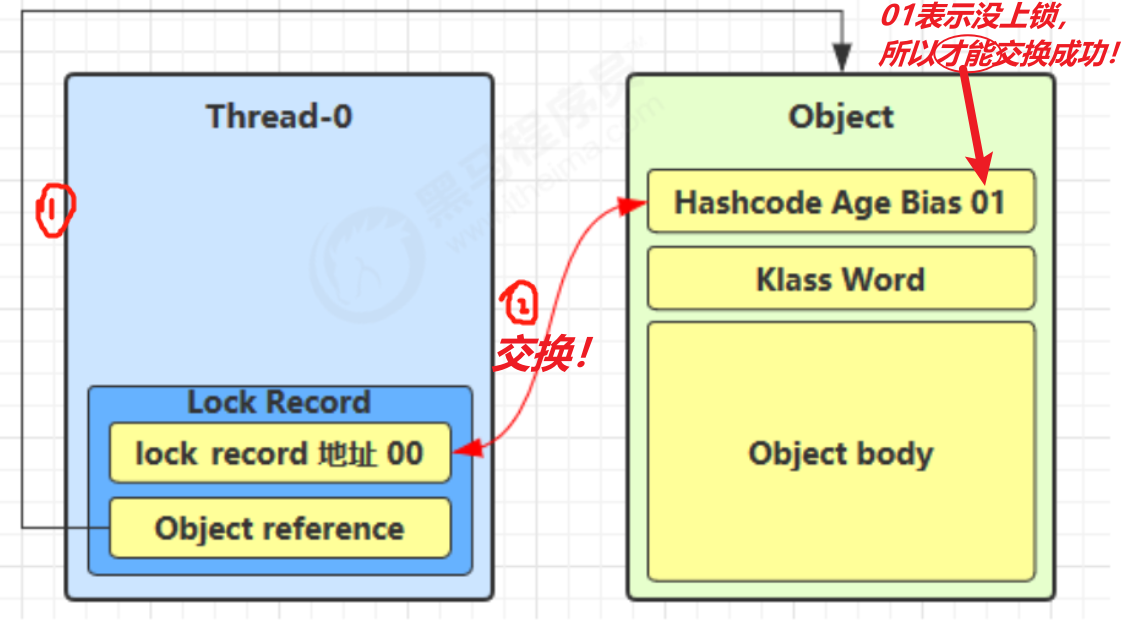 01表示没上锁,
所以才能交换成功!
Thread-0
Object
①
Hashcode Age Bias 01
Klass Word
②
交换!
Lock Record
lock record 地址 00
Object reference
Object body
黑马程序员
www.itheima.com